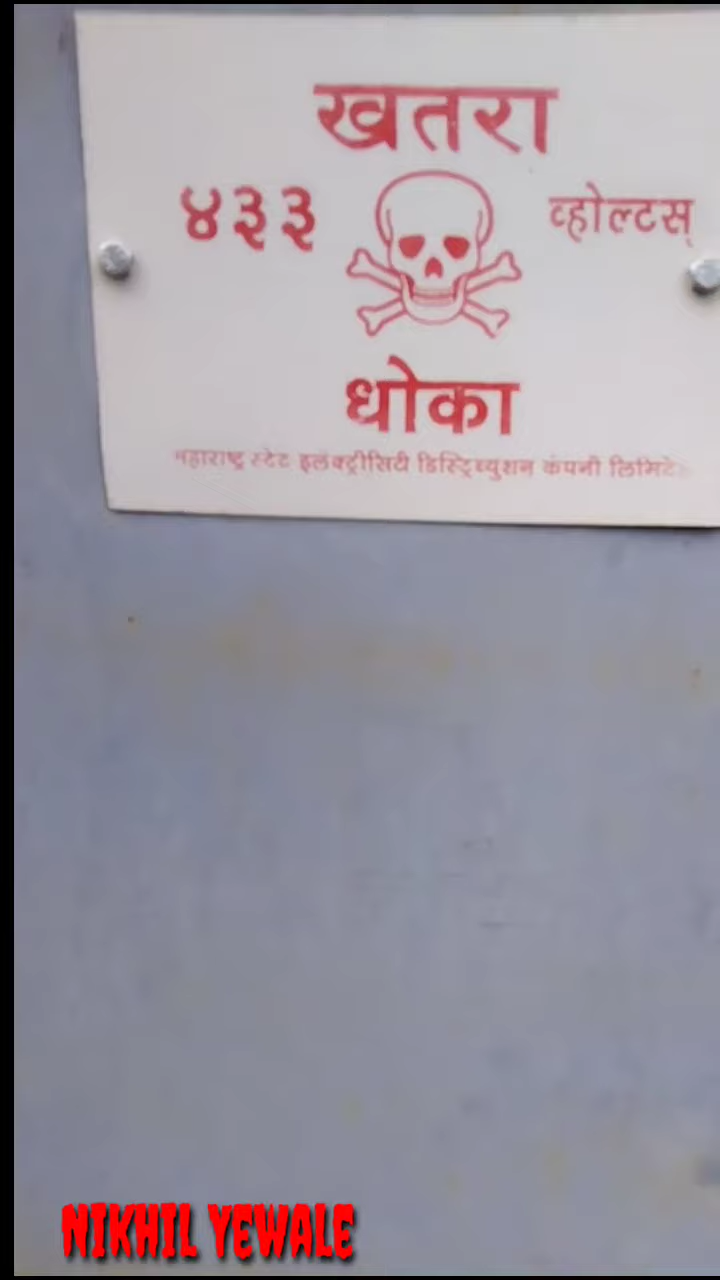 खतरा
४३३ व्होल्टस्
धोका
महाराष्ट्र स्टेट इलेक्ट्रीसिटी डिस्ट्रिब्युशन कंपनी लिमिटेड
NIKHIL YEWALE